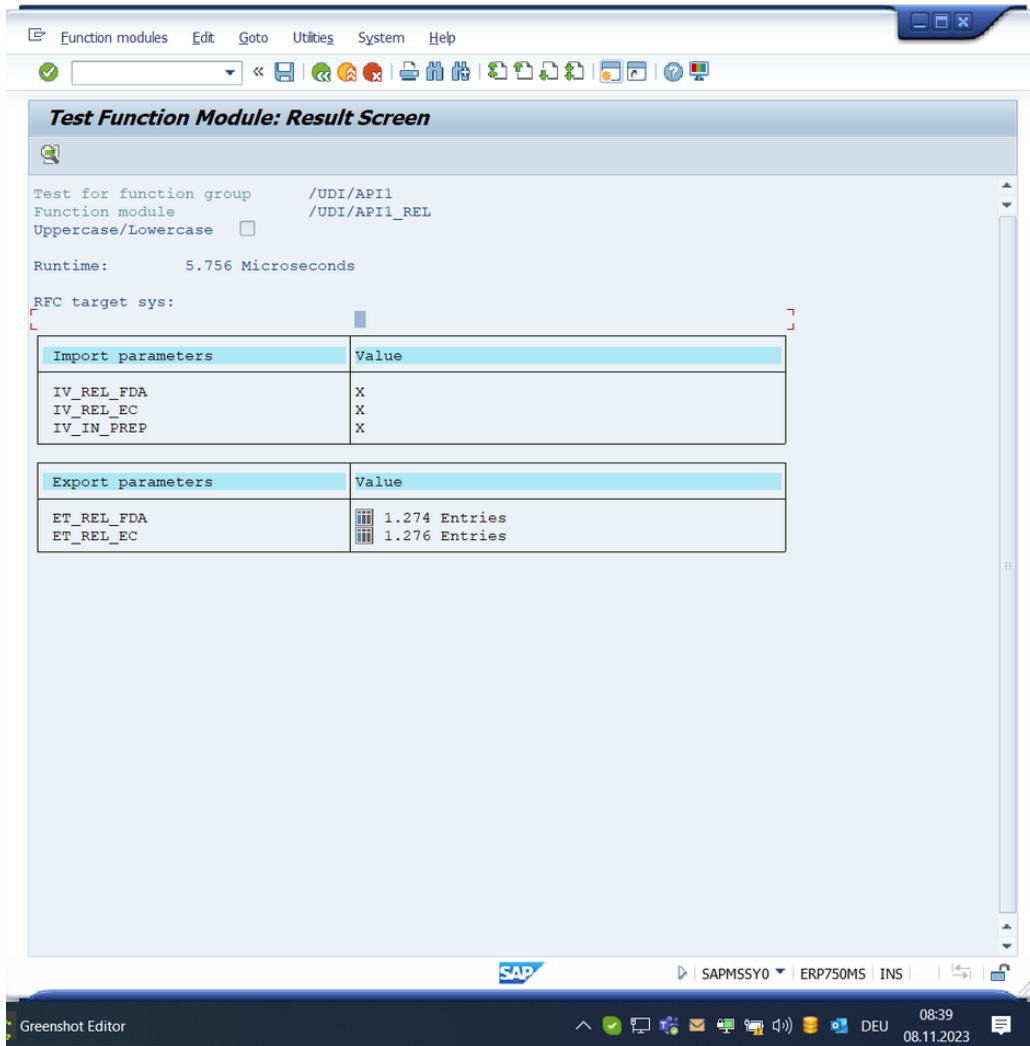 Function modules Edit Goto Utilities System Help
Test Function Module: Result Screen
Test for function group /UDI/API1
Function module /UDI/API1_REL
Uppercase/Lowercase
Runtime: 5.756 Microseconds
RFC target sys:
Import parameters Value
IV_REL_FDA X
IV_REL_EC X
IV_IN_PREP X
Export parameters Value
ET_REL_FDA 1.274 Entries
ET_REL_EC 1.276 Entries
SAP SAPMSSY0 ERP750MS INS
Greenshot Editor DEU 08:39
08.11.2023